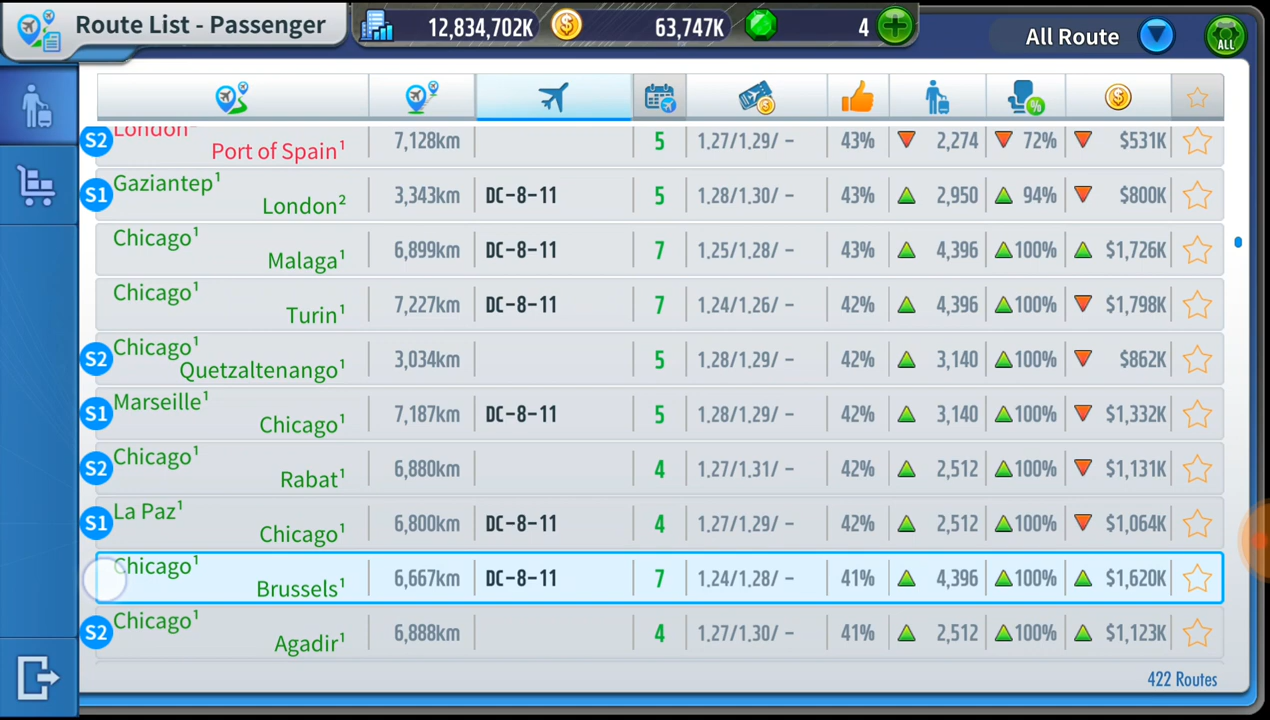 Route List - Passenger
12,834,702K
63,747K
4
All Route
ALL
%
S2
London²
Port of Spain¹
7,128km
5
1.27/1.29/ -
43%
2,274
72%
$531K
S1
Gaziantep¹
London²
3,343km
DC-8-11
5
1.28/1.30/ -
43%
2,950
94%
$800K
Chicago¹
Malaga¹
6,899km
DC-8-11
7
1.25/1.28/ -
43%
4,396
100%
$1,726K
Chicago¹
Turin¹
7,227km
DC-8-11
7
1.24/1.26/ -
42%
4,396
100%
$1,798K
S2
Chicago¹
Quetzaltenango¹
3,034km
5
1.28/1.29/ -
42%
3,140
100%
$862K
S1
Marseille¹
Chicago¹
7,187km
DC-8-11
5
1.28/1.29/ -
42%
3,140
100%
$1,332K
S2
Chicago¹
Rabat¹
6,880km
4
1.27/1.31/ -
42%
2,512
100%
$1,131K
S1
La Paz¹
Chicago¹
6,800km
DC-8-11
4
1.27/1.29/ -
42%
2,512
100%
$1,064K
Chicago¹
Brussels¹
6,667km
DC-8-11
7
1.24/1.28/ -
41%
4,396
100%
$1,620K
S2
Chicago¹
Agadir¹
6,888km
4
1.27/1.30/ -
41%
2,512
100%
$1,123K
422 Routes